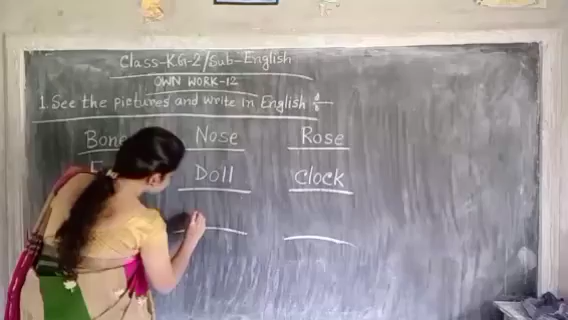 Class-K.G-2/Sub-English
OWN WORK-12
1. See the pictures and write in English
Bone Nose Rose
Doll Clock